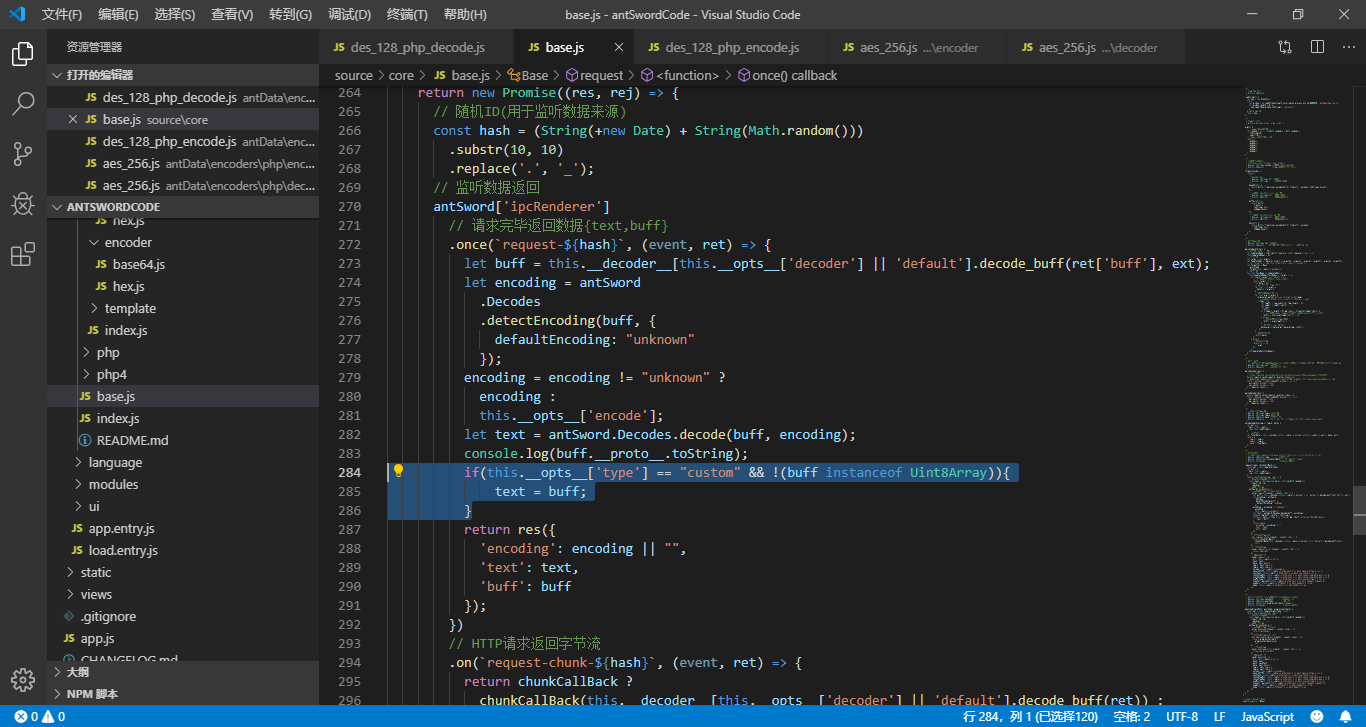 文件(F) 编辑(E) 选择(S) 查看(V) 转到(G) 调试(D) 终端(T) 帮助(H) base.js - antSwordCode - Visual Studio Code
资源管理器
打开的编辑器
JS des_128_php_decode.js antData\enc...
JS base.js source\core
JS des_128_php_encode.js antData\enc...
JS aes_256.js antData\encoders\php\enc...
JS aes_256.js antData\encoders\php\dec...
ANTSWORDCODE
JS hex.js
encoder
JS base64.js
JS hex.js
template
JS index.js
php
php4
JS base.js
JS index.js
README.md
language
modules
ui
JS app.entry.js
JS load.entry.js
static
views
.gitignore
JS app.js
CHANGELOG.md
大纲
NPM 脚本
JS des_128_php_decode.js JS base.js JS des_128_php_encode.js JS aes_256.js ...\encoder JS aes_256.js ...\decoder
source > core > JS base.js > Base > request > <function> > once() callback
264 return new Promise((res, rej) => {
265 // 随机ID(用于监听数据来源)
266 const hash = (String(+new Date) + String(Math.random()))
267 .substr(10, 10)
268 .replace('.', '_');
269 // 监听数据返回
270 antSword['ipcRenderer']
271 // 请求完毕返回数据{text,buff}
272 .once(`request-${hash}`, (event, ret) => {
273 let buff = this.__decoder__[this.__opts__['decoder'] || 'default'].decode_buff(ret['buff'], ext);
274 let encoding = antSword
275 .Decodes
276 .detectEncoding(buff, {
277 defaultEncoding: "unknown"
278 });
279 encoding = encoding != "unknown" ?
280 encoding :
281 this.__opts__['encode'];
282 let text = antSword.Decodes.decode(buff, encoding);
283 console.log(buff.__proto__.toString);
284 if(this.__opts__['type'] == "custom" && !(buff instanceof Uint8Array)){
285 text = buff;
286 }
287 return res({
288 'encoding': encoding || "",
289 'text': text,
290 'buff': buff
291 });
292 })
293 // HTTP请求返回字节流
294 .on(`request-chunk-${hash}`, (event, ret) => {
295 return chunkCallBack ?
296 chunkCallBack(this.__decoder__[this.__opts__['decoder'] || 'default'].decode_buff(ret)) :
0 0 行 284，列 1 (已选择120) 空格: 2 UTF-8 LF JavaScript